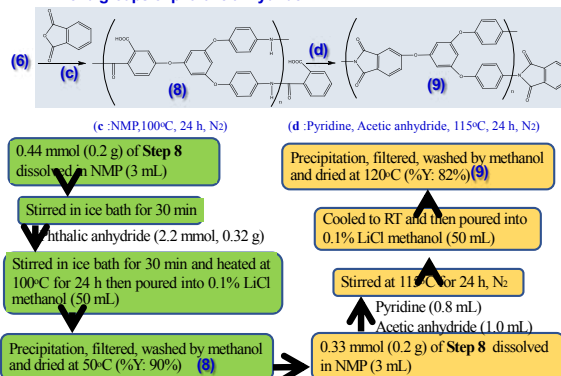 (6)
(c)
HOOC
O
O
O
O
N
H
N
H
O
HOOC
n
(8)
(d)
O
N
O
O
O
O
O
N
O
n
(9)
(c :NMP,100°C, 24 h, N₂)
(d :Pyridine, Acetic anhydride, 115°C, 24 h, N₂)
0.44 mmol (0.2 g) of Step 8
dissolved in NMP (3 mL)
Stirred in ice bath for 30 min
Phthalic anhydride (2.2 mmol, 0.32 g)
Stirred in ice bath for 30 min and heated at
100°C for 24 h then poured into 0.1% LiCl
methanol (50 mL)
Precipitation, filtered, washed by methanol
and dried at 50°C (%Y: 90%) (8)
0.33 mmol (0.2 g) of Step 8 dissolved
in NMP (3 mL)
Pyridine (0.8 mL)
Acetic anhydride (1.0 mL)
Stirred at 115°C for 24 h, N₂
Cooled to RT and then poured into
0.1% LiCl methanol (50 mL)
Precipitation, filtered, washed by methanol
and dried at 120°C (%Y: 82%) (9)